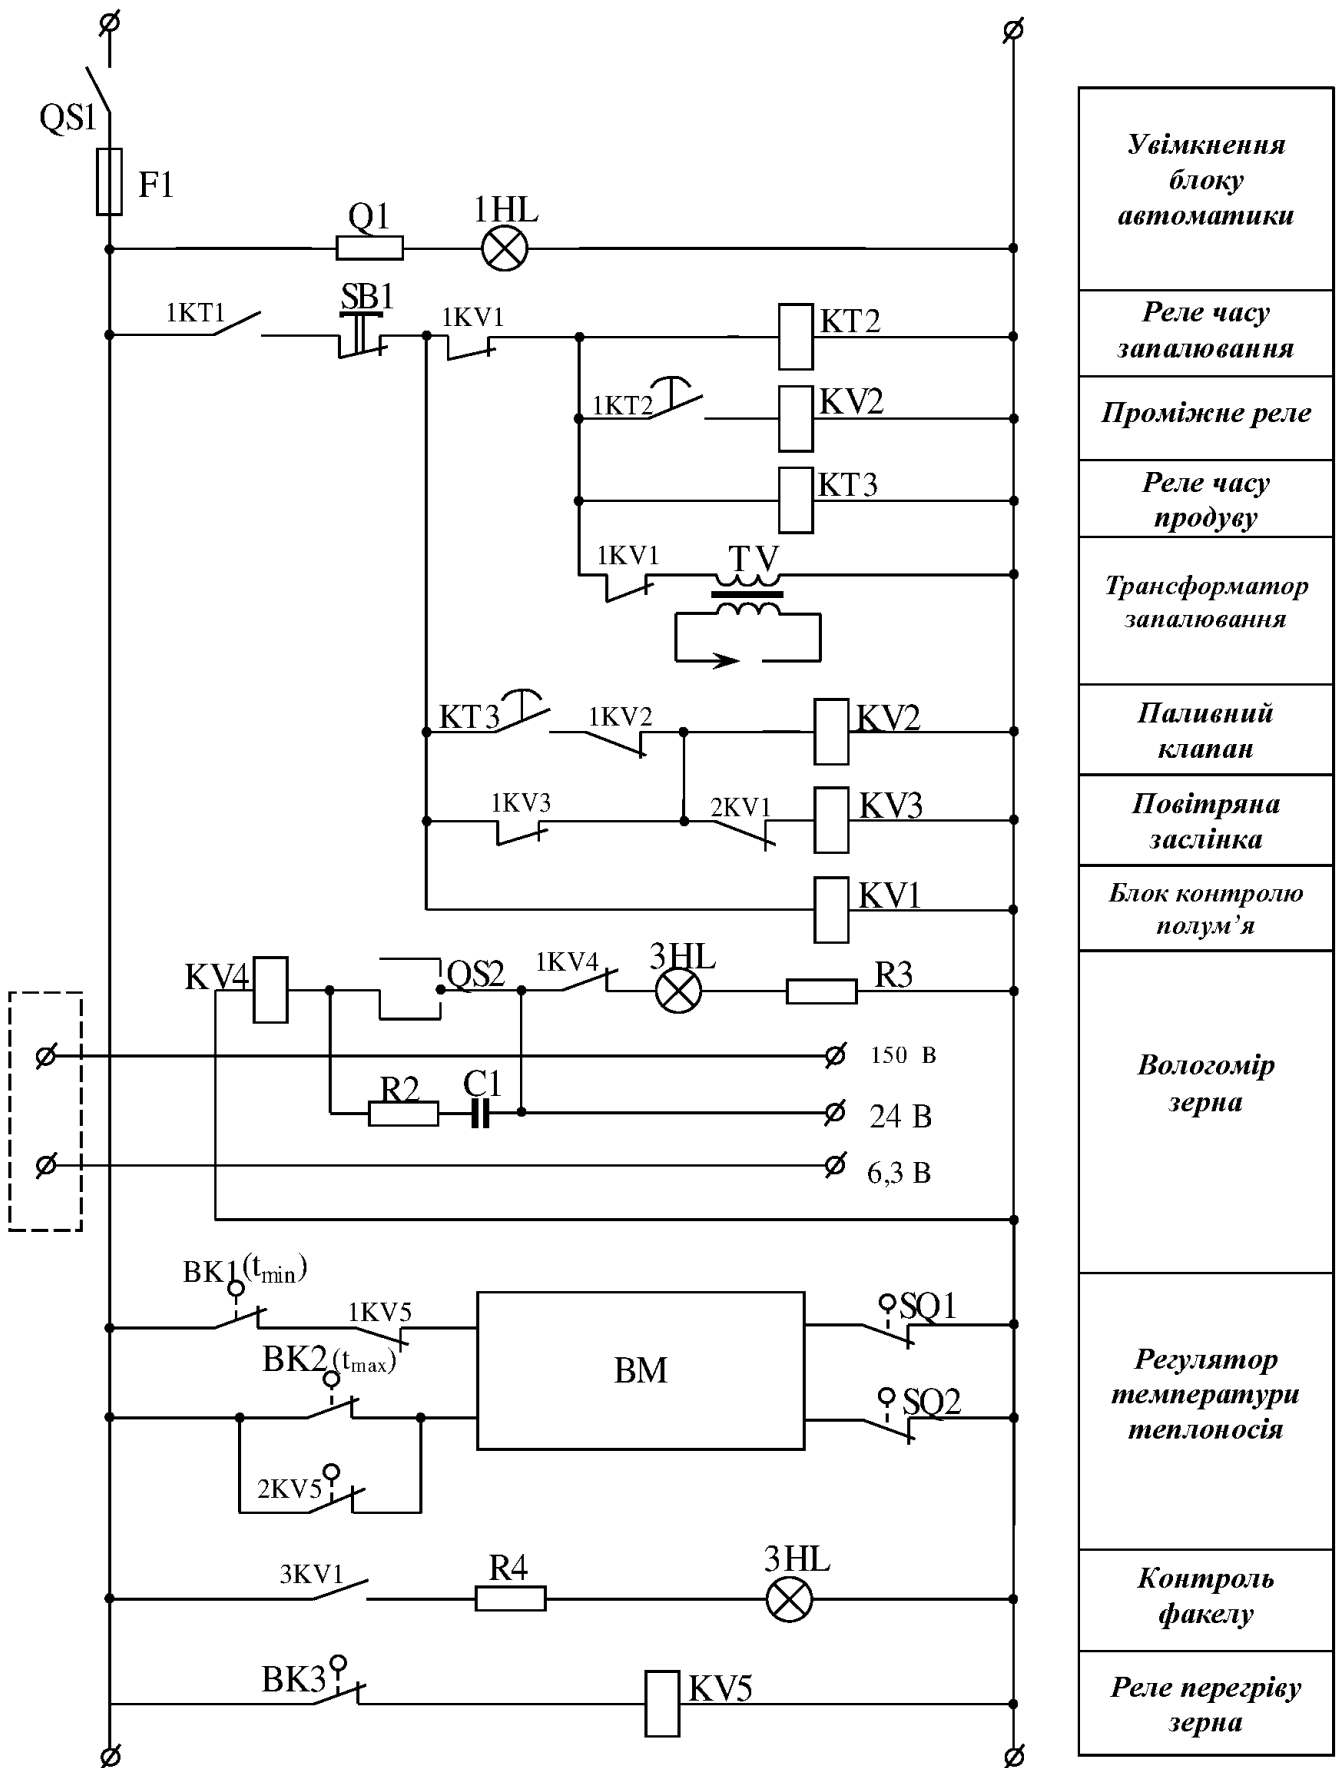 QS1
F1
Q1
1HL
Увімкнення
блоку
автоматики
1KT1
SB1
1KV1
KT2
Реле часу
запалювання
1KT2
KV2
Проміжне реле
KT3
Реле часу
продуву
1KV1
TV
Трансформатор
запалювання
KT3
1KV2
KV2
Паливний
клапан
1KV3
2KV1
KV3
Повітряна
заслінка
KV1
Блок контролю
полум’я
KV4
QS2
1KV4
3HL
R3
150 В
R2
C1
24 В
6,3 В
Вологомір
зерна
BK1(tmin)
1KV5
SQ1
BK2(tmax)
BM
SQ2
2KV5
Регулятор
температури
теплоносія
3KV1
R4
3HL
Контроль
факелу
BK3
KV5
Реле перегріву
зерна